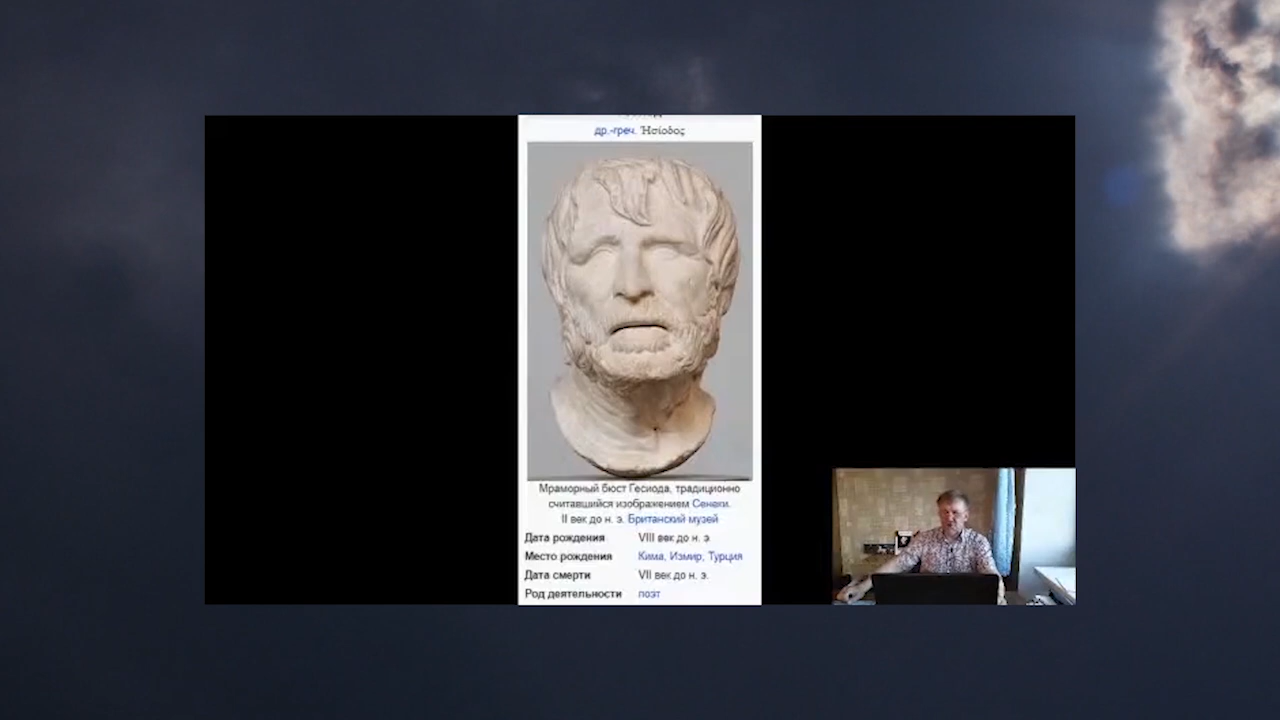 др.-греч. Ἡσίοδος
Мраморный бюст Гесиода, традиционно
считавшийся изображением Сенеки.
II век до н. э. Британский музей
Дата рождения VIII век до н. э.
Место рождения Кима, Измир, Турция
Дата смерти VII век до н. э.
Род деятельности поэт